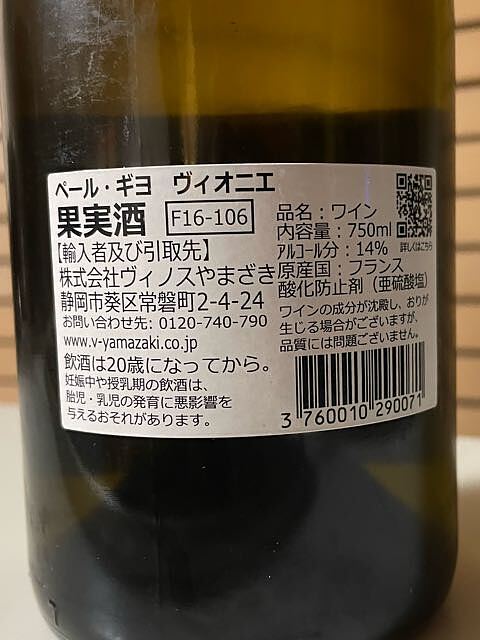 ペール・ギヨ ヴィオニエ
果実酒 F16-106
【輸入者及び引取先】
株式会社ヴィノスやまざき
静岡市葵区常磐町2-4-24
お問い合わせ先: 0120-740-790
www.v-yamazaki.co.jp
飲酒は20歳になってから。
妊娠中や授乳期の飲酒は、
胎児・乳児の発育に悪影響を
与えるおそれがあります。
品名：ワイン
内容量：750ml
アルコール分：14%
詳しくはこちら
原産国：フランス
酸化防止剤（亜硫酸塩）
ワインの成分が沈殿し、おりが
生じる場合がございますが、
品質には問題ございません。
3 760010 290071